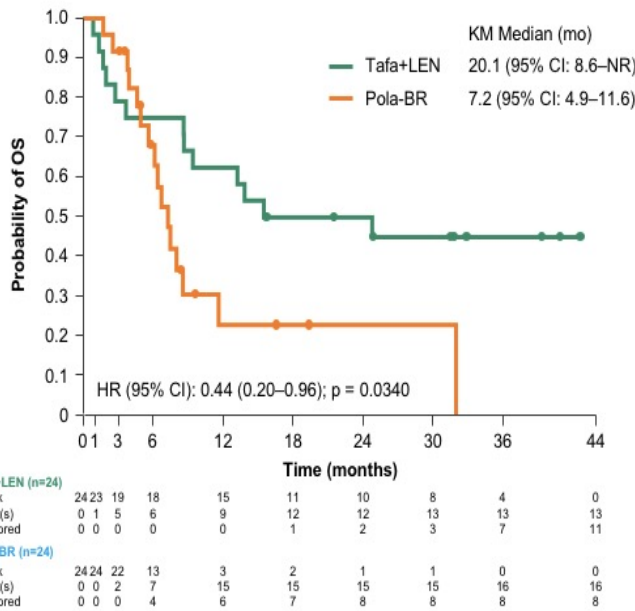 KM Median (mo)
Tafa+LEN 20.1 (95% CI: 8.6–NR)
Pola-BR 7.2 (95% CI: 4.9–11.6)
Probability of OS
1.0
0.9
0.8
0.7
0.6
0.5
0.4
0.3
0.2
0.1
0
HR (95% CI): 0.44 (0.20–0.96); p = 0.0340
0 1 3 6 12 18 24 30 36 44
Time (months)
LEN (n=24)
k 24 23 19 18 15 11 10 8 4 0
(s) 0 1 5 6 9 12 12 13 13 13
ored 0 0 0 0 0 1 2 3 7 11
BR (n=24)
k 24 24 22 13 3 2 1 1 0 0
(s) 0 0 2 7 15 15 15 15 16 16
ored 0 0 0 4 6 7 8 8 8 8